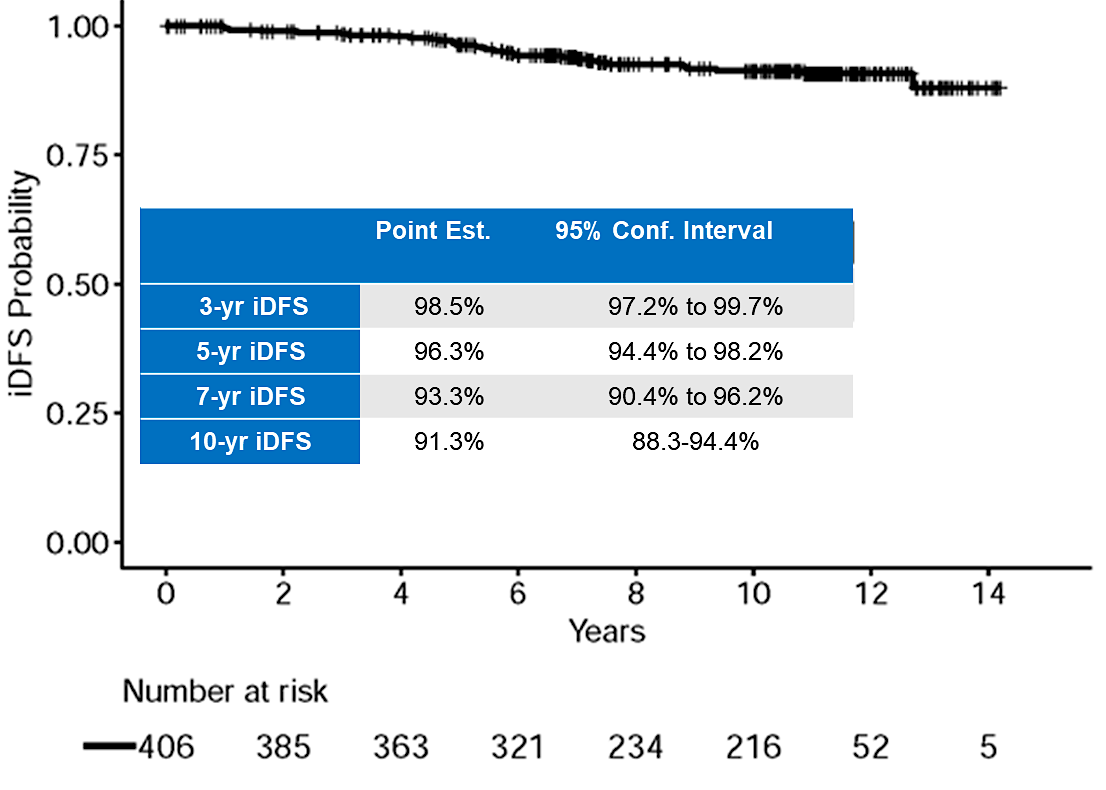 1.00
0.75
0.50
0.25
0.00
iDFS Probability
Point Est. 95% Conf. Interval
3-yr iDFS 98.5% 97.2% to 99.7%
5-yr iDFS 96.3% 94.4% to 98.2%
7-yr iDFS 93.3% 90.4% to 96.2%
10-yr iDFS 91.3% 88.3-94.4%
0 2 4 6 8 10 12 14
Years
Number at risk
406 385 363 321 234 216 52 5